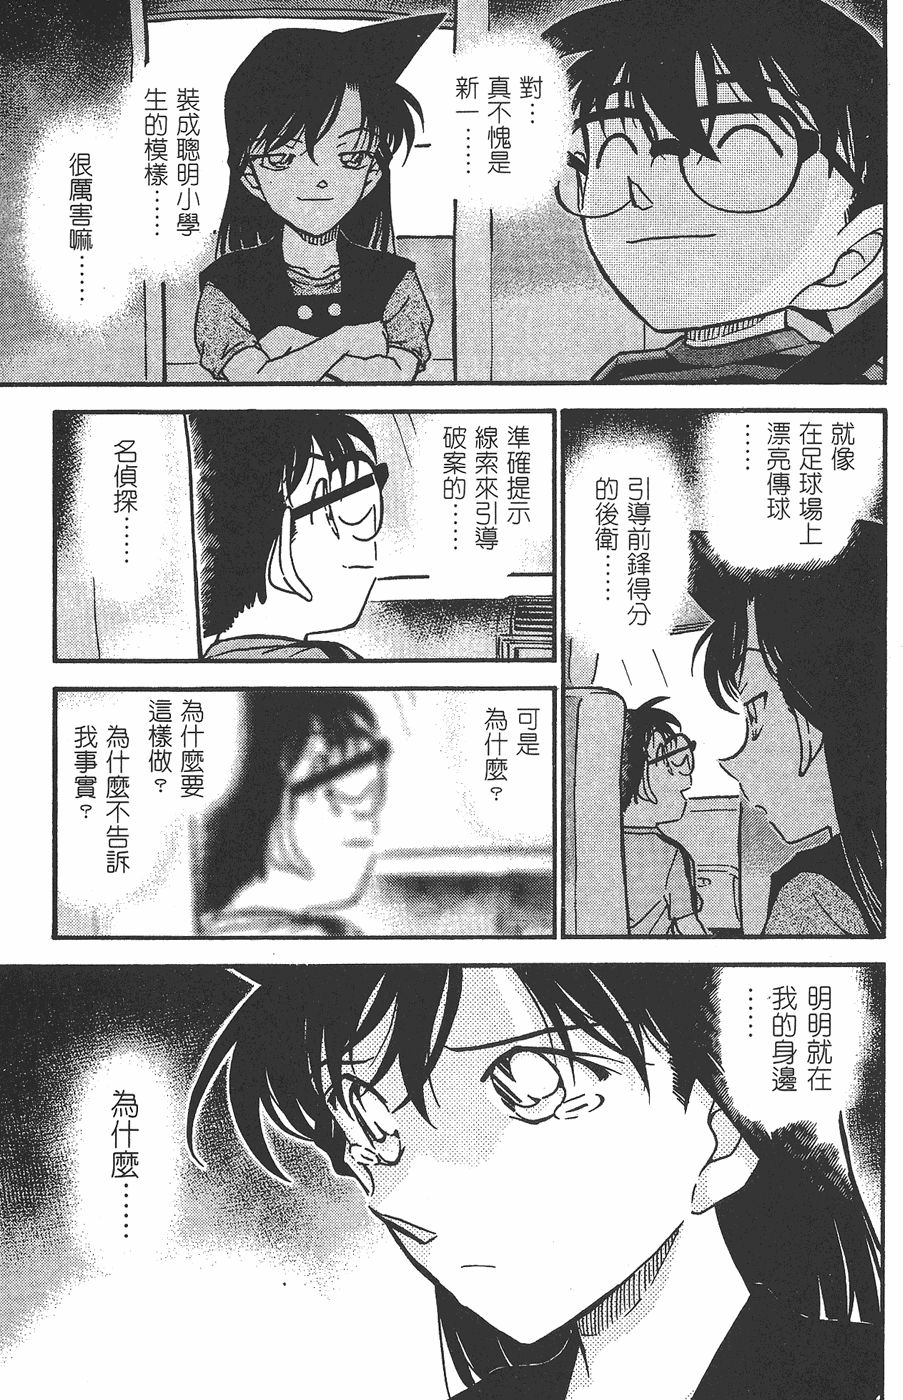 對…
真不愧是
新一……
裝成聰明小學
生的模樣……
很厲害嘛……
就像
在足球場上
漂亮傳球
……
引導前鋒得分
的後衛……
準確提示
線索來引導
破案的……
名偵探……
可是
為什麼？
為什麼要
這樣做？
為什麼不告訴
我事實？
明明就在
我的身邊
……
為什麼……